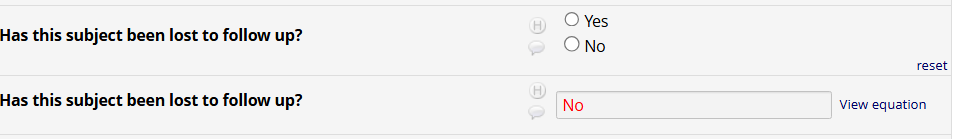 Has this subject been lost to follow up?
H
Yes
No
reset
Has this subject been lost to follow up?
H
No
View equation